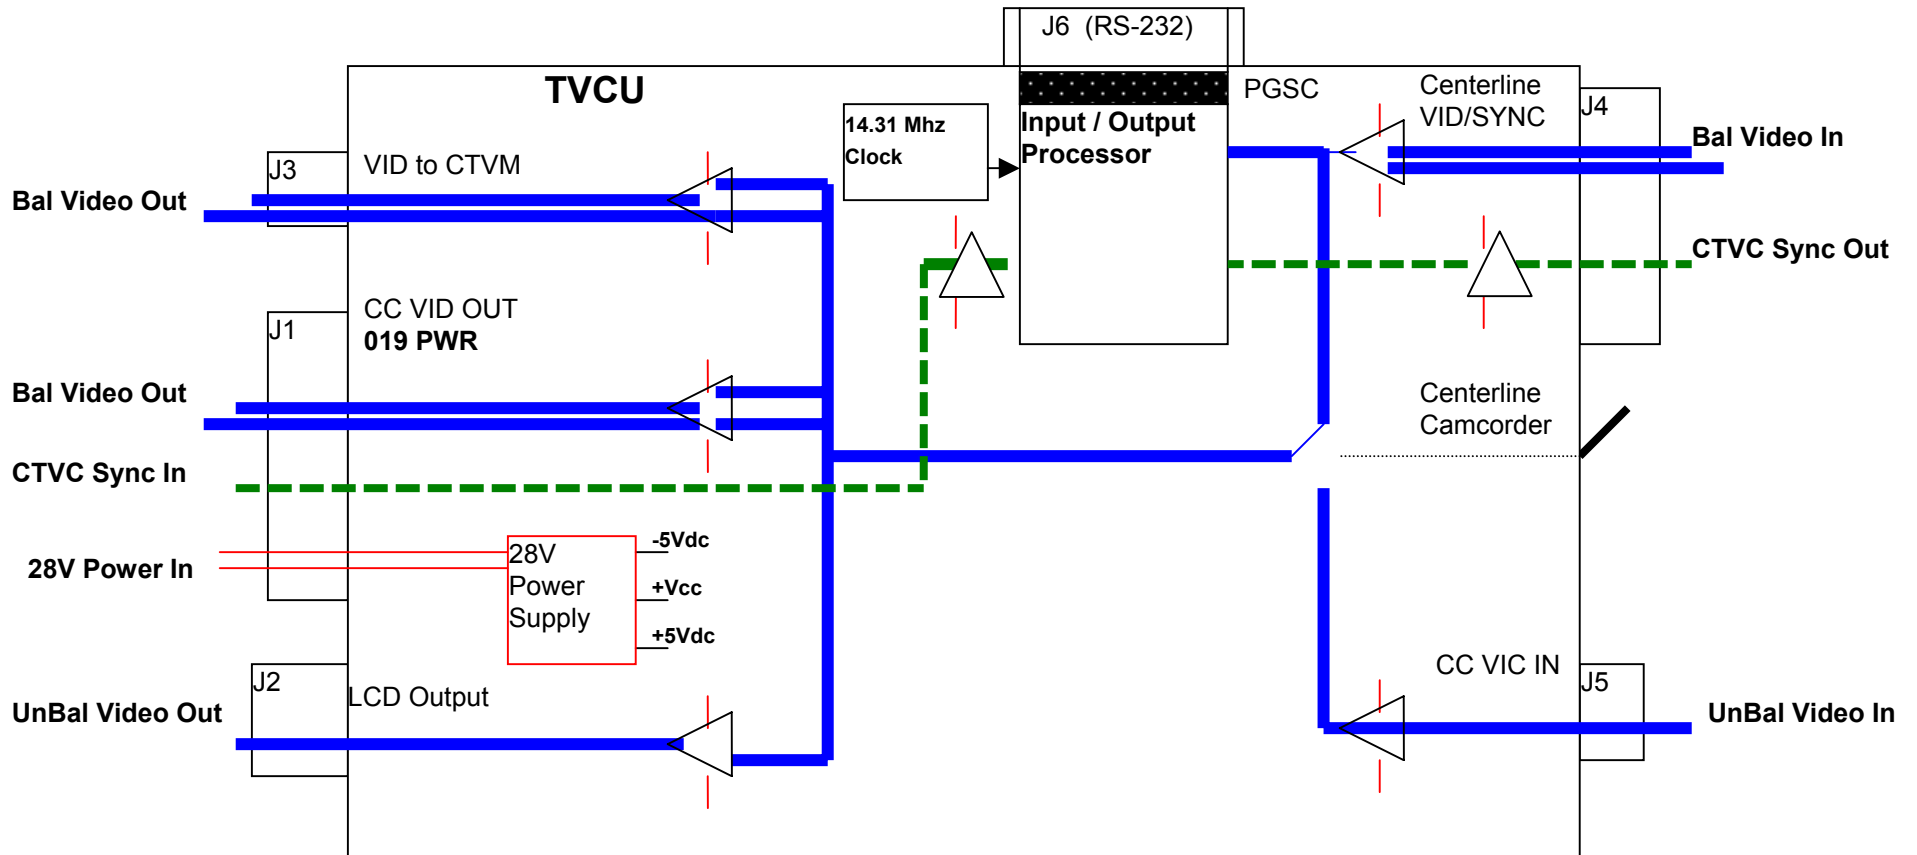 J6 (RS-232)
TVCU
PGSC
Centerline
VID/SYNC
J4
14.31 Mhz
Clock
Input / Output
Processor
Bal Video In
J3
VID to CTVM
Bal Video Out
CTVC Sync Out
J1
CC VID OUT
019 PWR
Bal Video Out
Centerline
Camcorder
CTVC Sync In
28V Power In
28V
Power
Supply
-5Vdc
+Vcc
+5Vdc
J2
LCD Output
UnBal Video Out
CC VIC IN
J5
UnBal Video In